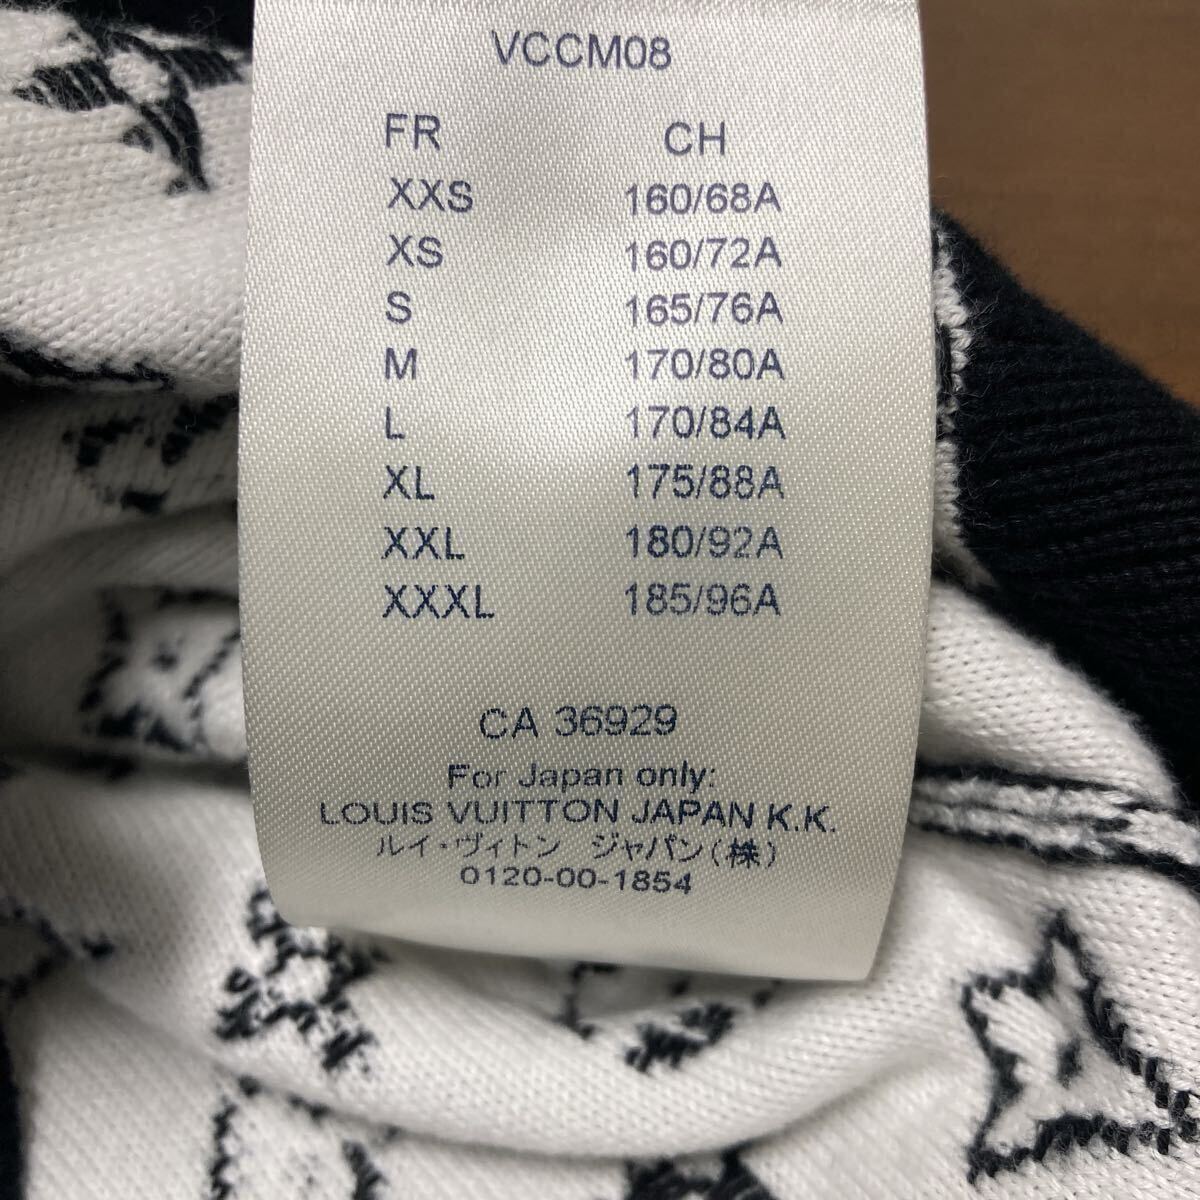 VCCM08
FR CH
XXS 160/68A
XS 160/72A
S 165/76A
M 170/80A
L 170/84A
XL 175/88A
XXL 180/92A
XXXL 185/96A
CA 36929
For Japan only:
LOUIS VUITTON JAPAN K.K.
ルイ・ヴィトン ジャパン(株)
0120-00-1854